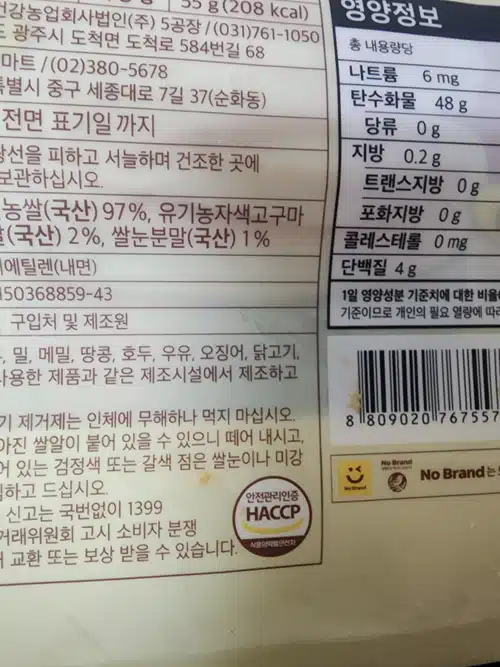 55 g (208 kcal)
건강농업회사법인(주) 5공장 / (031)761-1050
광주시 도척면 도척로 584번길 68
마트 / (02)380-5678
특별시 중구 세종대로 7길 37(순화동)
전면 표기일 까지
광선을 피하고 서늘하며 건조한 곳에
보관하십시오.
농쌀(국산) 97%, 유기농자색고구마
(국산) 2%, 쌀눈분말(국산) 1%
에틸렌(내면)
50368859-43
구입처 및 제조원
밀, 메밀, 땅콩, 호두, 우유, 오징어, 닭고기,
사용한 제품과 같은 제조시설에서 제조하고
기 제거제는 인체에 무해하나 먹지 마십시오.
아진 쌀알이 붙어 있을 수 있으니 떼어 내시고,
어 있는 검정색 또는 갈색 점은 쌀눈이나 미강
하고 드십시오.
신고는 국번없이 1399
거래위원회 고시 소비자 분쟁
교환 또는 보상 받을 수 있습니다.
안전관리인증
HACCP
식품의약품안전처
영양정보
총 내용량당
나트륨 6 mg
탄수화물 48 g
당류 0 g
지방 0.2 g
트랜스지방 0 g
포화지방 0 g
콜레스테롤 0 mg
단백질 4 g
1일 영양성분 기준치에 대한 비율
기준이므로 개인의 필요 열량에 따라
8 809020 767557
No Brand
No Brand
No Brand는